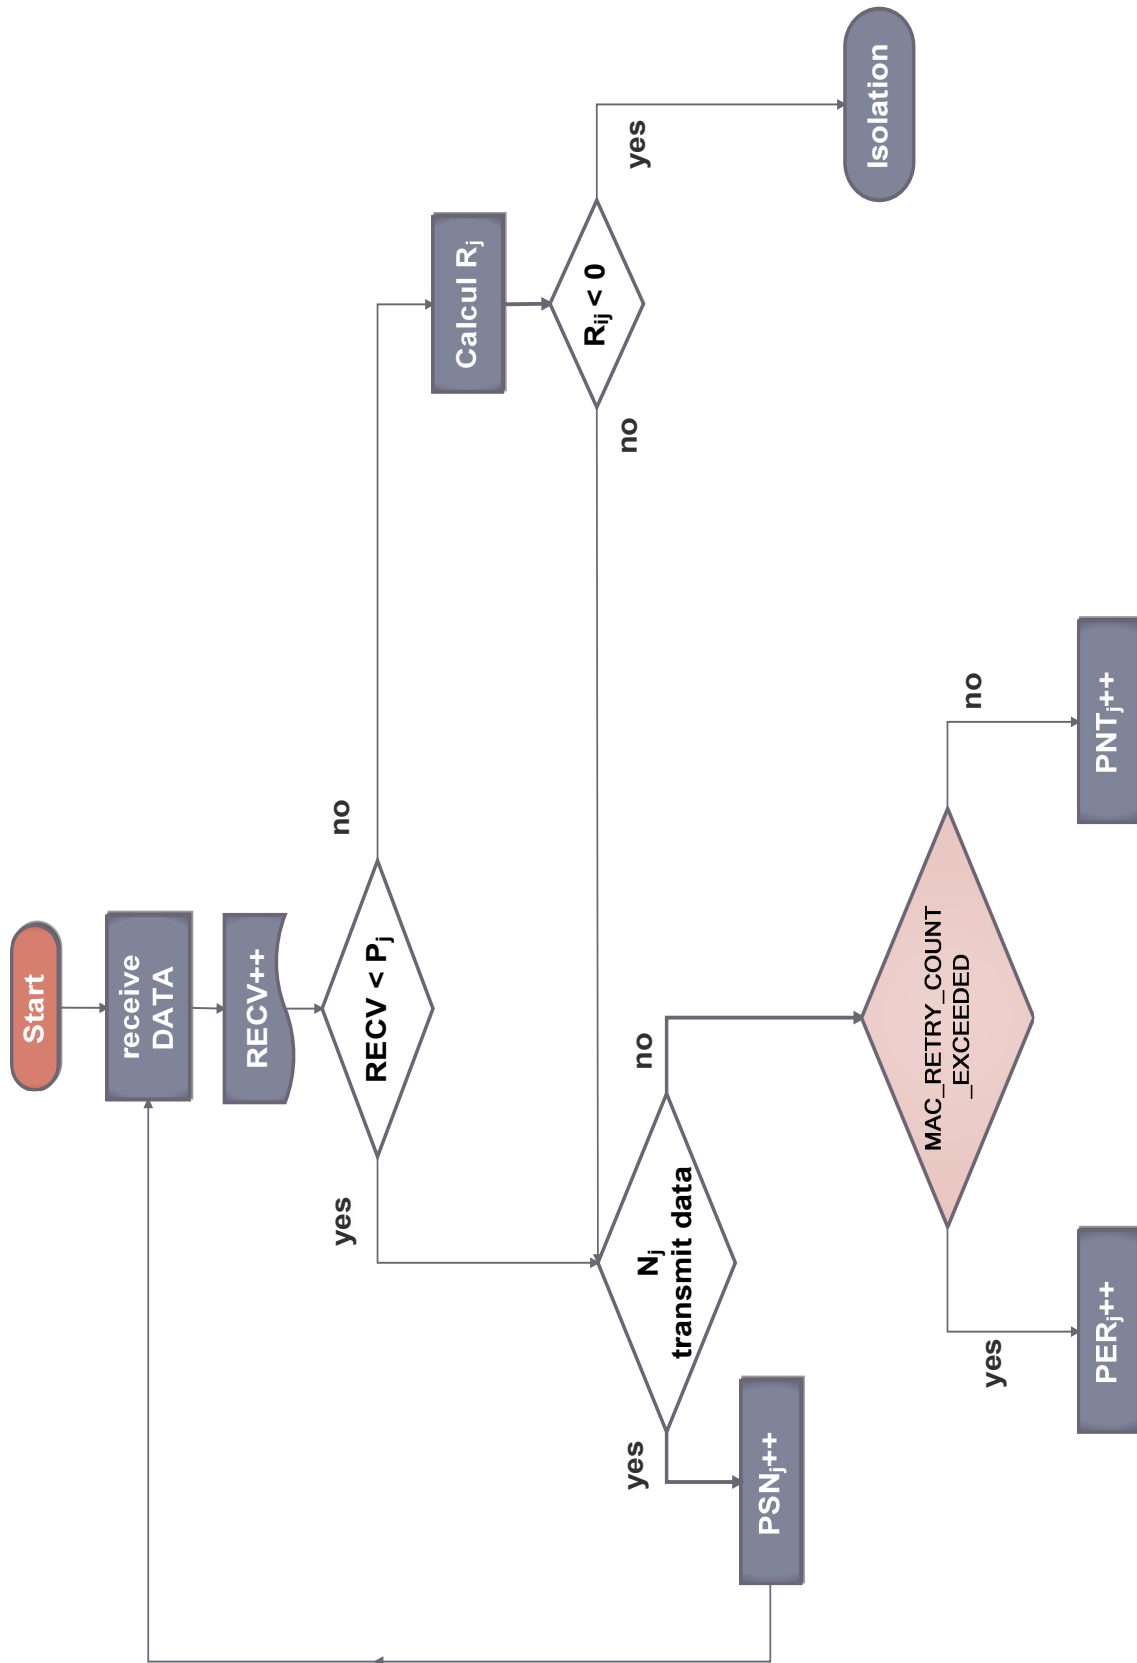 Start
receive
DATA
RECV++
RECV < Pj
yes
no
Calcul Rj
Rij < 0
no
yes
Isolation
Nj
transmit data
yes
no
PSNj++
MAC_RETRY_COUNT
_EXCEEDED
yes
no
PERj++
PNTj++